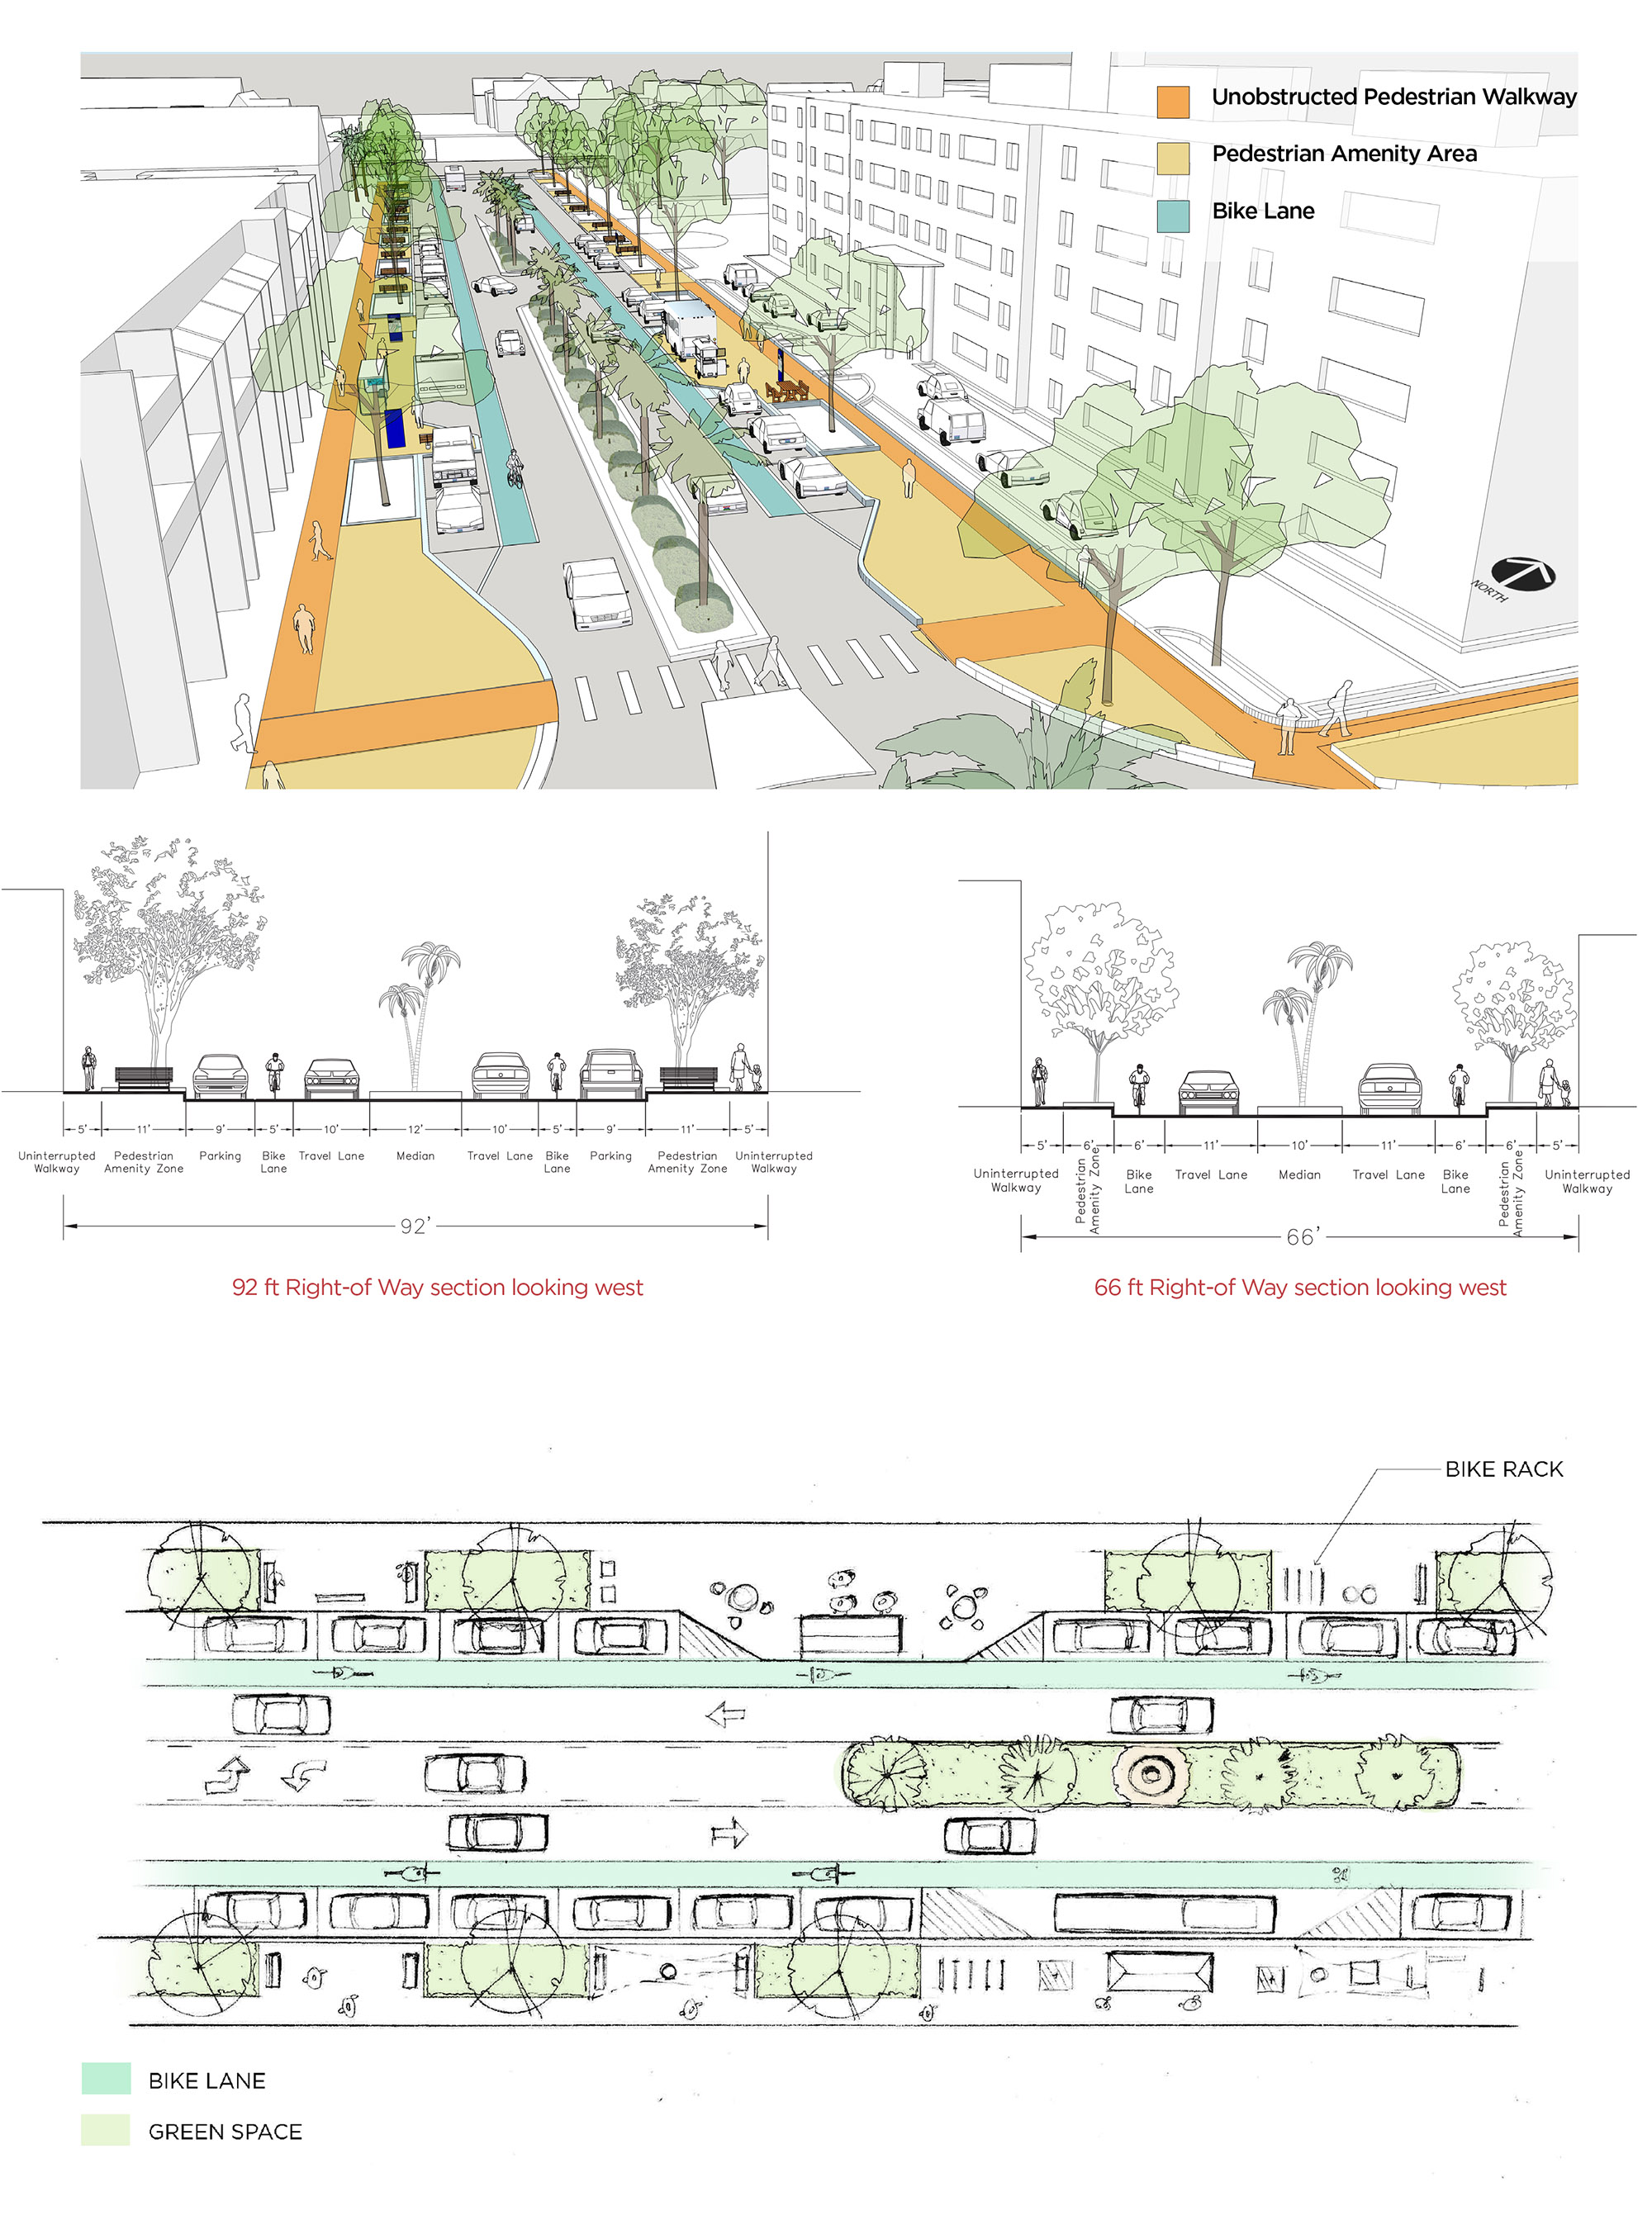 Unobstructed Pedestrian Walkway
Pedestrian Amenity Area
Bike Lane
NORTH
5' 11' 9' 5' 10' 12' 10' 5' 9' 11' 5'
Uninterrupted Pedestrian Parking Bike Travel Lane Median Travel Lane Bike Parking Pedestrian Uninterrupted
Walkway Amenity Zone Lane Lane Amenity Zone Walkway
92'
92 ft Right-of Way section looking west
5' 6' 6' 11' 10' 11' 6' 6' 5'
Uninterrupted
Walkway
Pedestrian
Amenity Zone
Bike
Lane
Travel Lane
Median
Travel Lane
Bike
Lane
Pedestrian
Amenity Zone
Uninterrupted
Walkway
66'
66 ft Right-of Way section looking west
BIKE RACK
BIKE LANE
GREEN SPACE